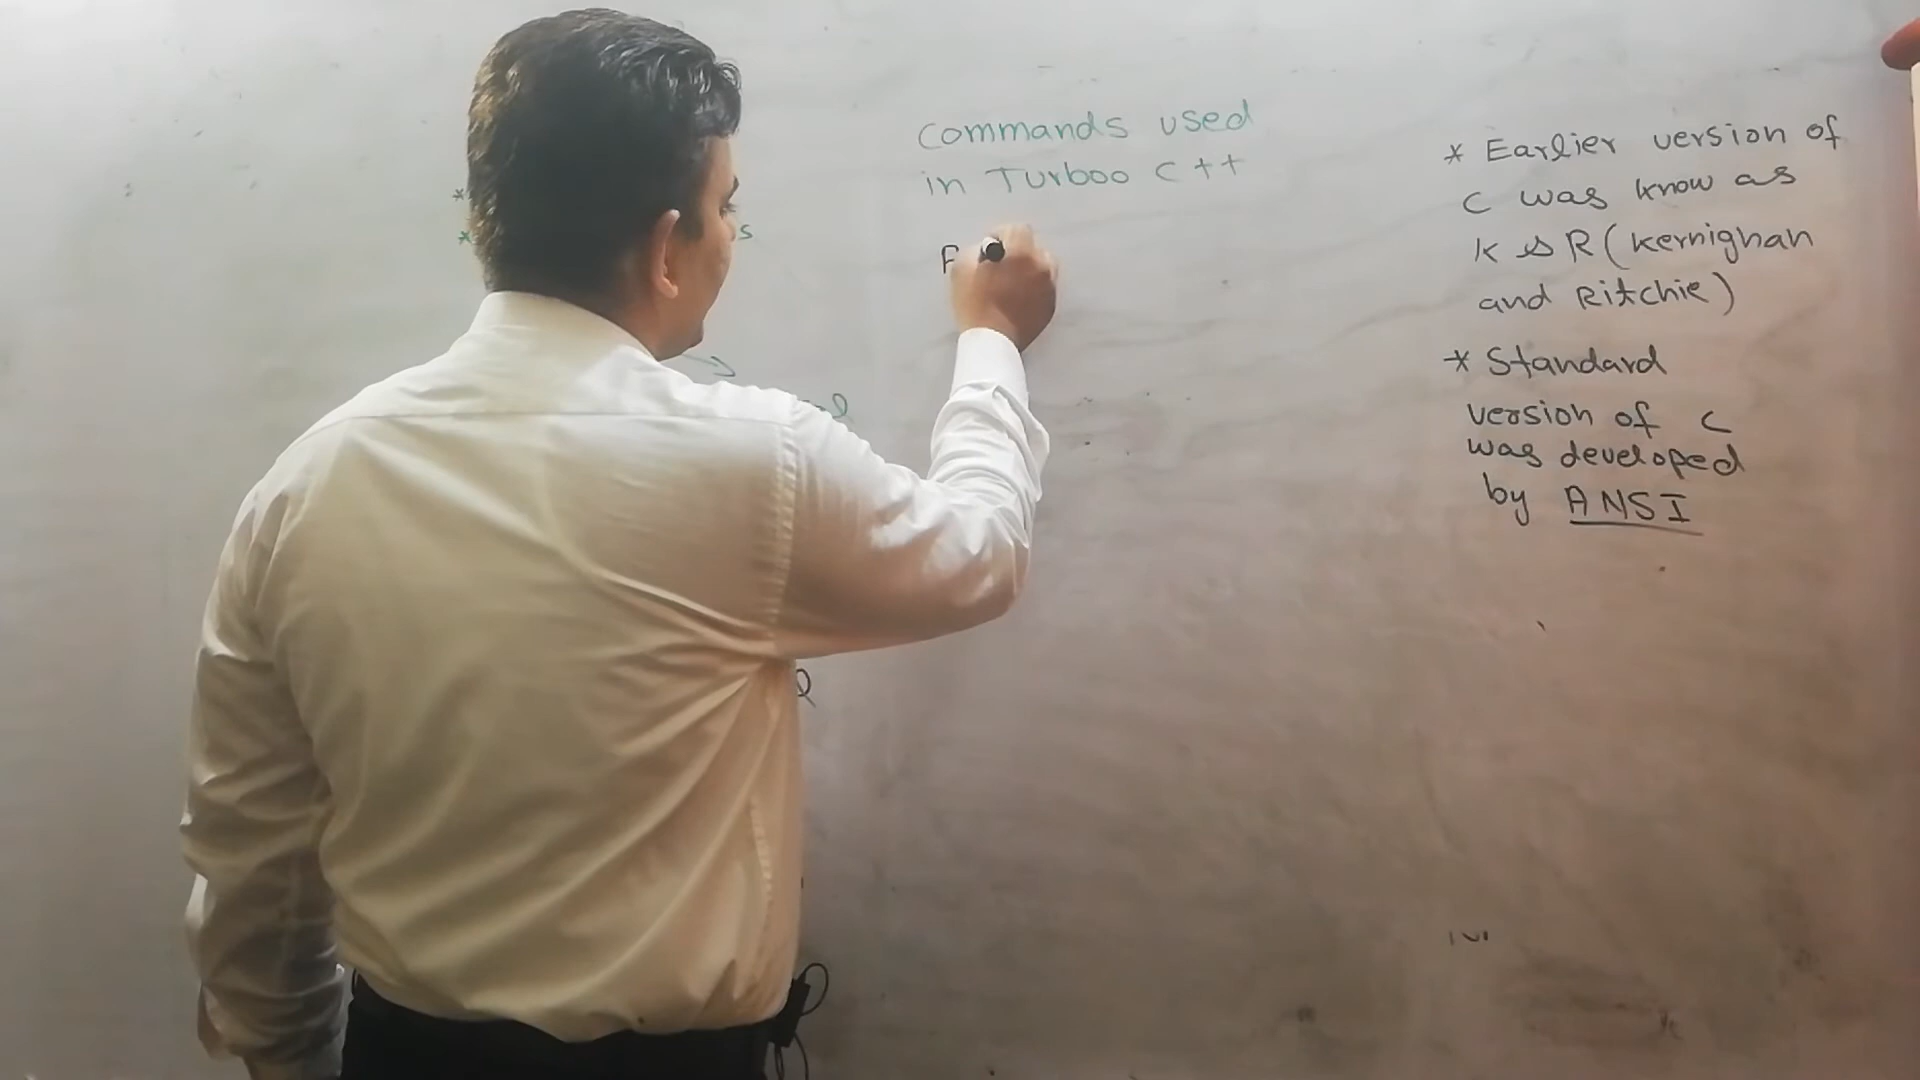 Commands used
in Turboo C++
F
* Earlier version of
C was know as
K & R (Kernighan
and Ritchie)
* Standard
version of C
was developed
by ANSI